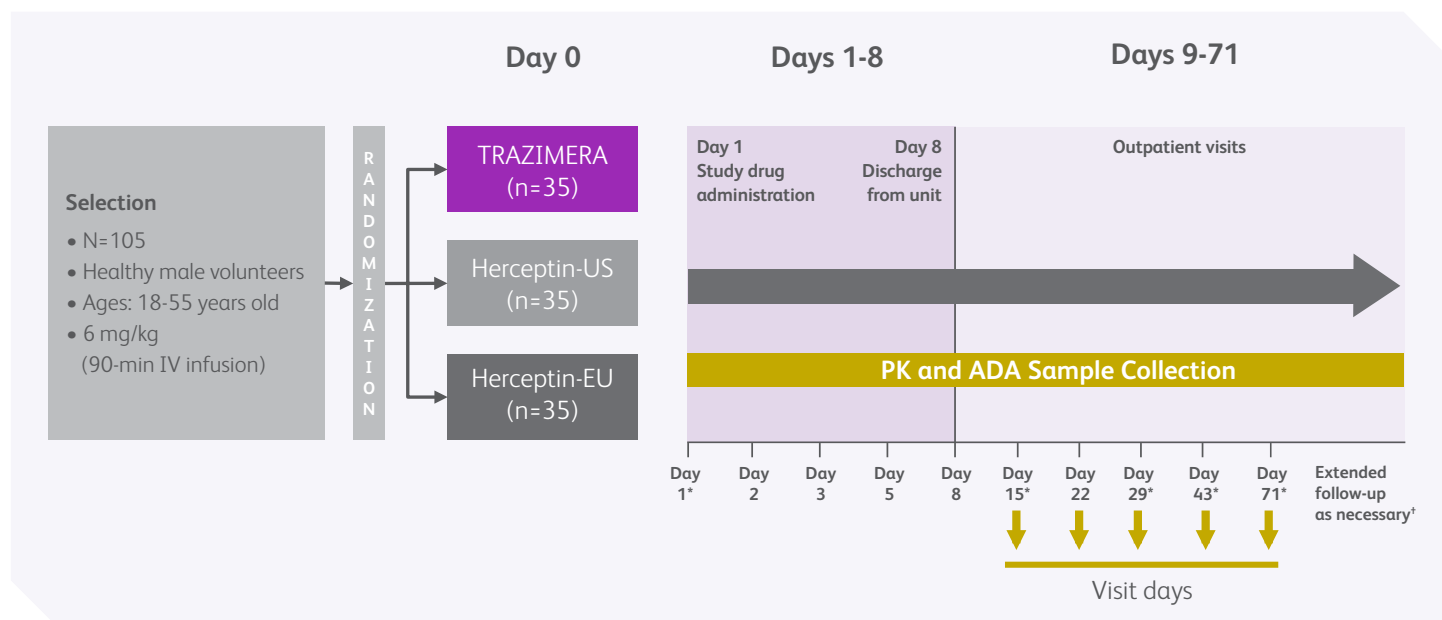 Day 0
Days 1-8
Days 9-71
Selection
• N=105
• Healthy male volunteers
• Ages: 18-55 years old
• 6 mg/kg
(90-min IV infusion)
RANDOMIZATION
TRAZIMERA
(n=35)
Herceptin-US
(n=35)
Herceptin-EU
(n=35)
Day 1
Study drug
administration
Day 8
Discharge
from unit
Outpatient visits
PK and ADA Sample Collection
Day
1*
Day
2
Day
3
Day
5
Day
8
Day
15*
Day
22
Day
29*
Day
43*
Day
71*
Extended
follow-up
as necessary†
Visit days